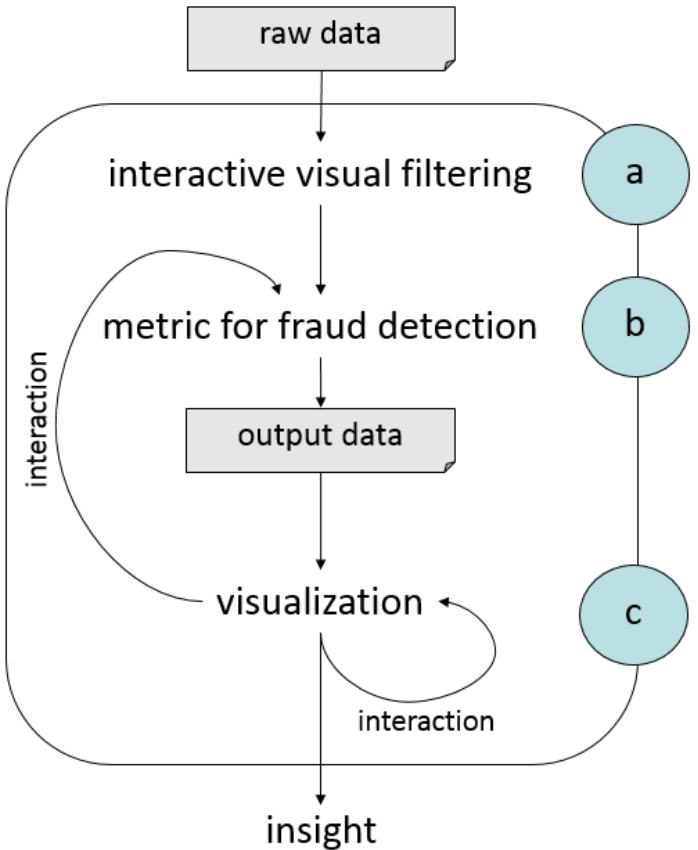 raw data
interactive visual filtering
a
metric for fraud detection
b
interaction
output data
visualization
c
interaction
insight